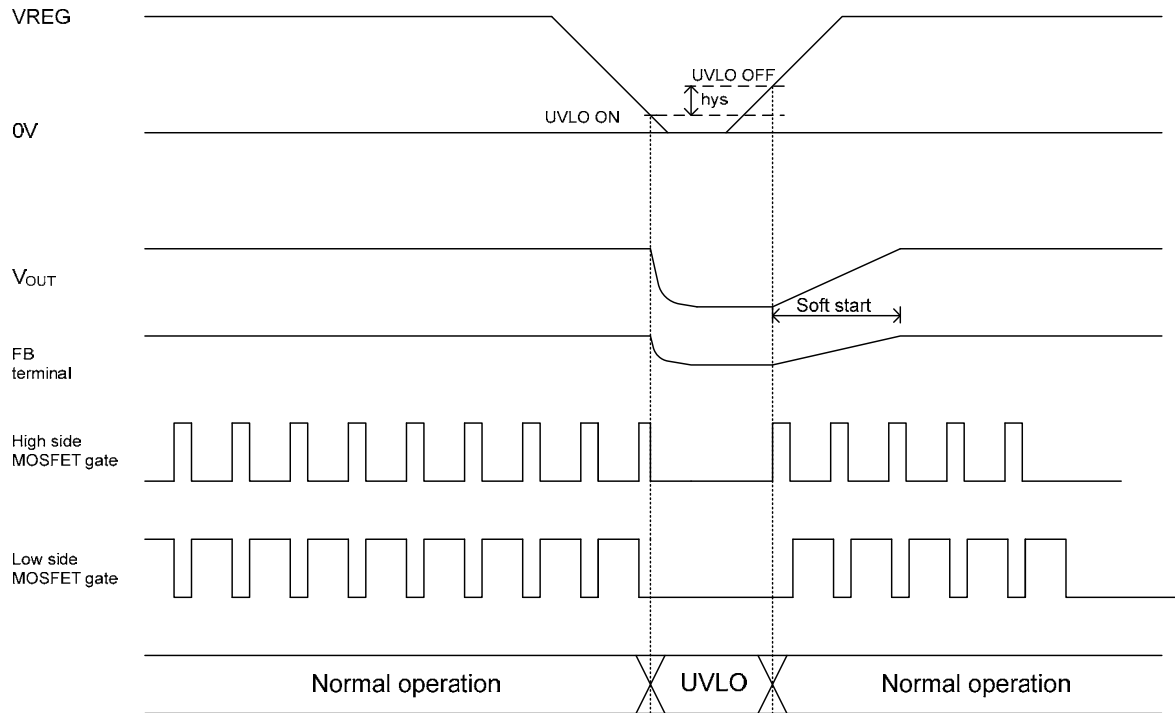 VREG
UVLO OFF
hys
UVLO ON
0V
VOUT
Soft start
FB
terminal
High side
MOSFET gate
Low side
MOSFET gate
Normal operation
UVLO
Normal operation